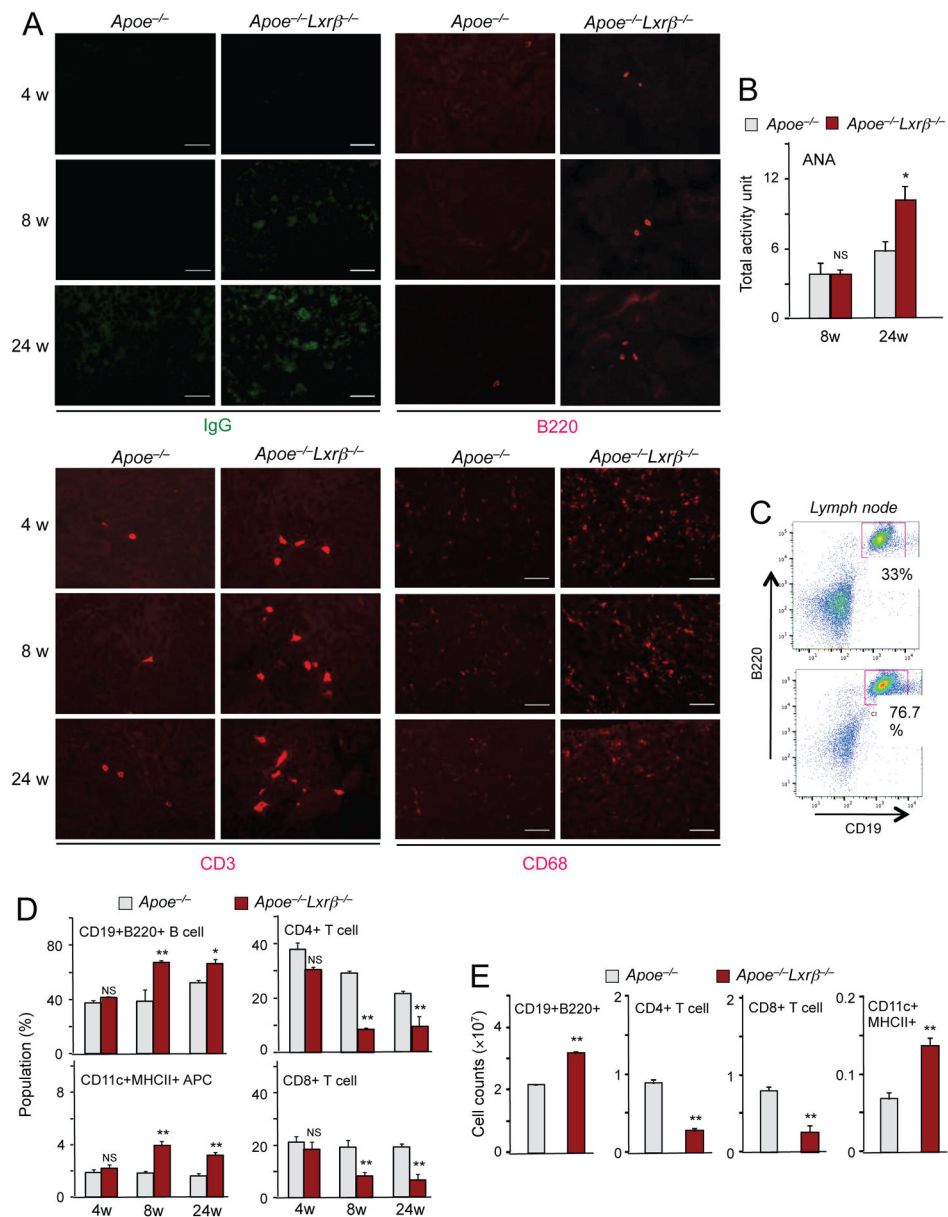 A
Apoe–/–
Apoe–/–Lxrβ–/–
Apoe–/–
Apoe–/–Lxrβ–/–
4 w
8 w
24 w
IgG
B220
B
Apoe–/–
Apoe–/–Lxrβ–/–
ANA
Total activity unit
12
6
0
NS
*
8w
24w
Apoe–/–
Apoe–/–Lxrβ–/–
Apoe–/–
Apoe–/–Lxrβ–/–
4 w
8 w
24 w
CD3
CD68
C
Lymph node
33%
76.7
%
B220
CD19
D
Apoe–/–
Apoe–/–Lxrβ–/–
Population (%)
CD19+B220+ B cell
80
40
0
NS
**
*
CD4+ T cell
40
20
0
NS
**
**
CD11c+MHCII+ APC
4
2
0
NS
**
**
CD8+ T cell
40
20
0
NS
**
**
4w
8w
24w
4w
8w
24w
E
Apoe–/–
Apoe–/–Lxrβ–/–
Cell counts (×10⁷)
CD19+B220+
4
2
0
**
CD4+ T cell
2
1
0
**
CD8+ T cell
2
1
0
**
CD11c+
MHCII+
0.2
0.1
0
**